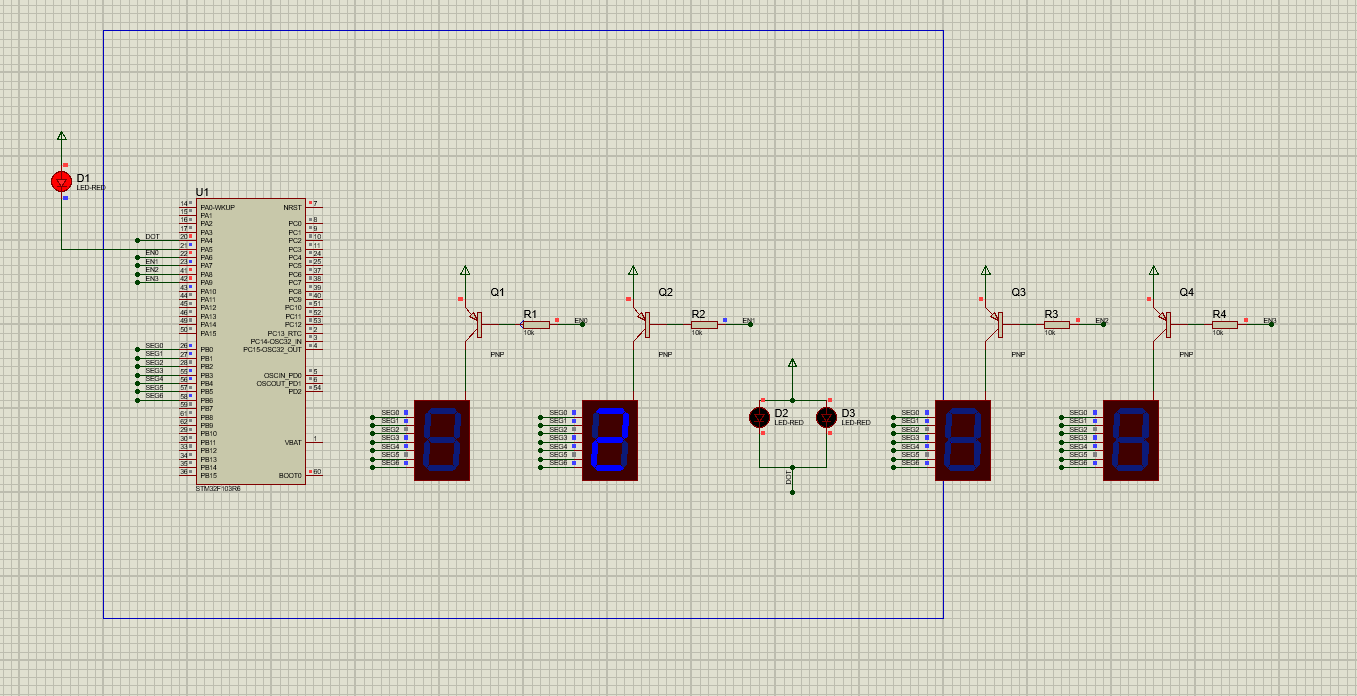 D1
LED-RED
U1
14 PA0-WKUP NRST 7
15 PA1
16 PA2 PC0 8
17 PA3 PC1 9
DOT 20 PA4 PC2 10
21 PA5 PC3 11
EN0 22 PA6 PC4 24
EN1 23 PA7 PC5 25
EN2 41 PA8 PC6 37
EN3 42 PA9 PC7 38
43 PA10 PC8 39
44 PA11 PC9 40
45 PA12 PC10 51
46 PA13 PC11 52
49 PA14 PC12 53
50 PA15 PC13_RTC 2
PC14-OSC32_IN 3
SEG0 26 PB0 PC15-OSC32_OUT 4
SEG1 27 PB1
SEG2 28 PB2
SEG3 55 PB3 OSCIN_PD0 5
SEG4 56 PB4 OSCOUT_PD1 6
SEG5 57 PB5 PD2 54
SEG6 58 PB6
59 PB7
61 PB8
62 PB9
29 PB10
30 PB11 VBAT 1
33 PB12
34 PB13
35 PB14
36 PB15 BOOT0 60
STM32F103R6
Q1
R1
10k
EN0
PNP
SEG0
SEG1
SEG2
SEG3
SEG4
SEG5
SEG6
Q2
R2
10k
EN1
PNP
SEG0
SEG1
SEG2
SEG3
SEG4
SEG5
SEG6
2
D2
LED-RED
D3
LED-RED
DOT
Q3
R3
10k
EN2
PNP
SEG0
SEG1
SEG2
SEG3
SEG4
SEG5
SEG6
Q4
R4
10k
EN3
PNP
SEG0
SEG1
SEG2
SEG3
SEG4
SEG5
SEG6